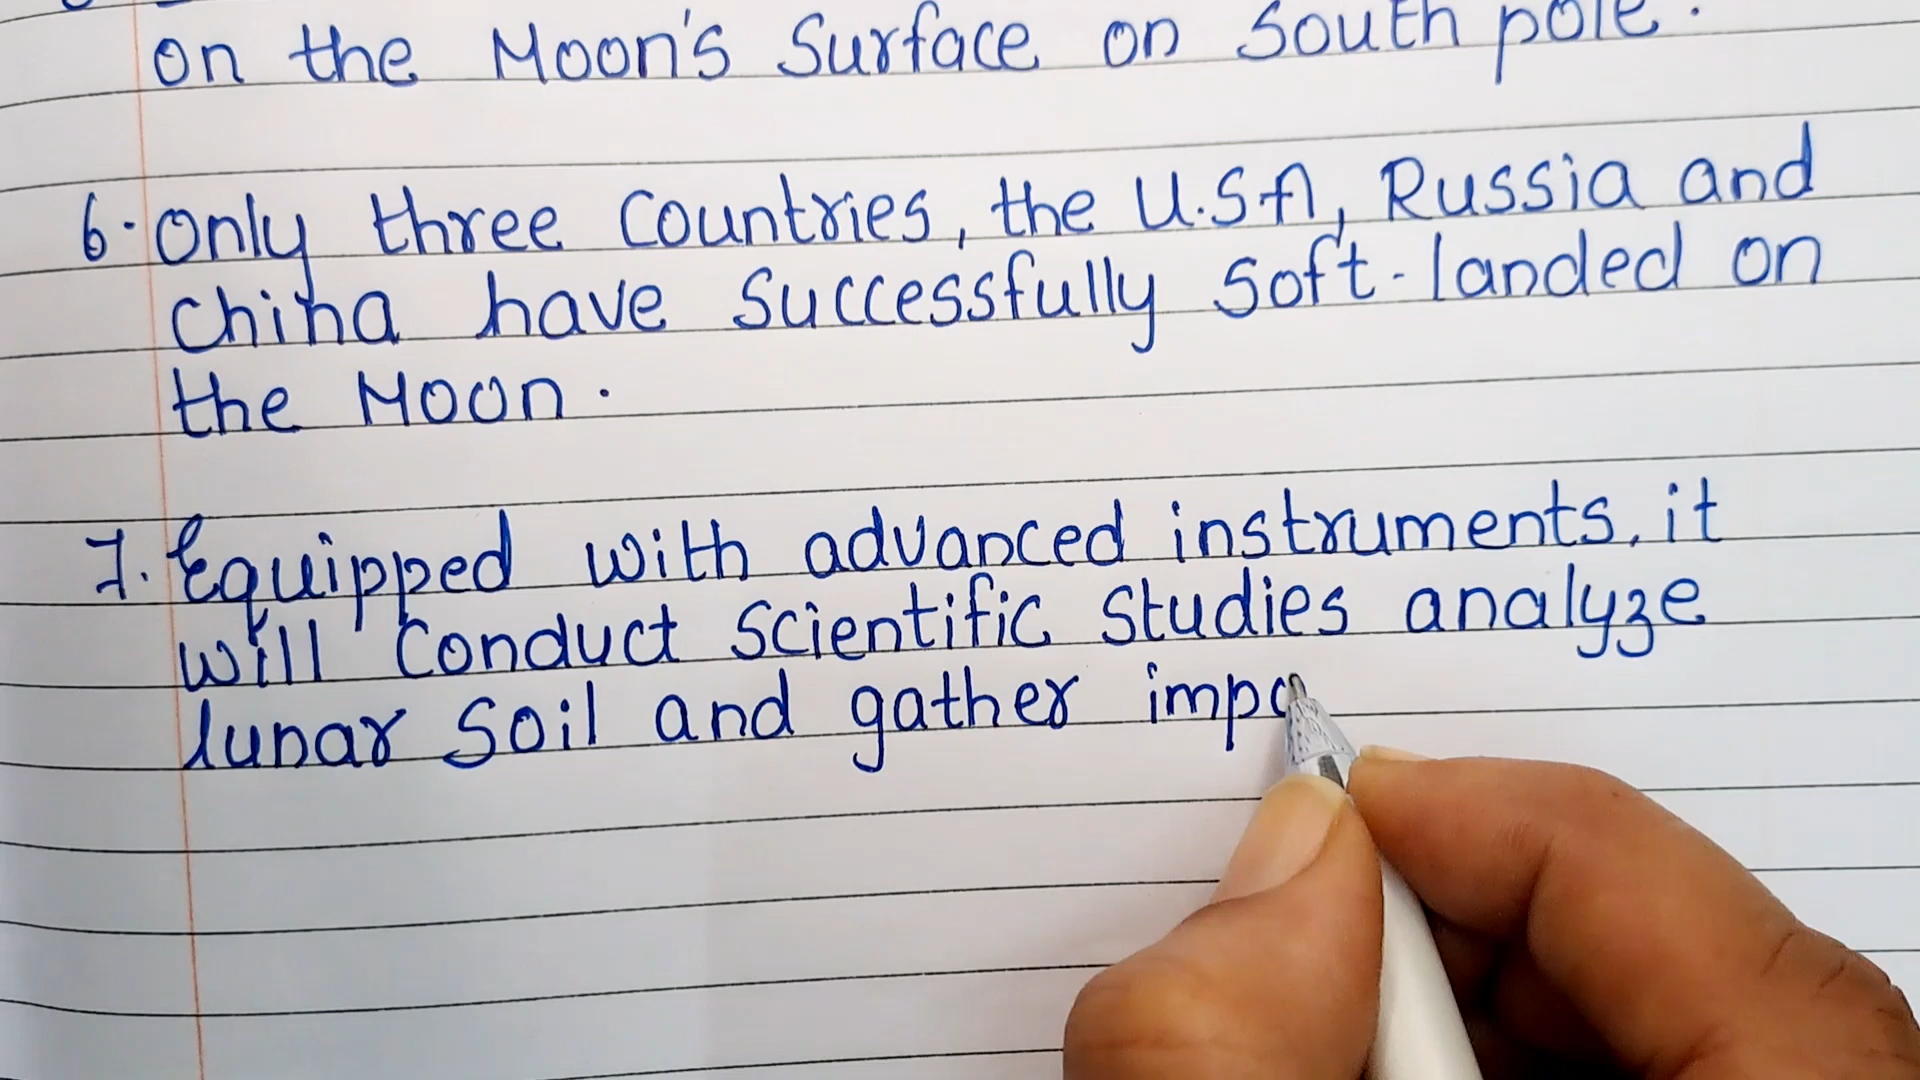 on the Moon's Surface on South pole.
6. Only three countries, the U.S.A, Russia and
china have successfully soft-landed on
the Moon.
7. Equipped with advanced instruments, it
will conduct scientific studies analyze
lunar soil and gather impo